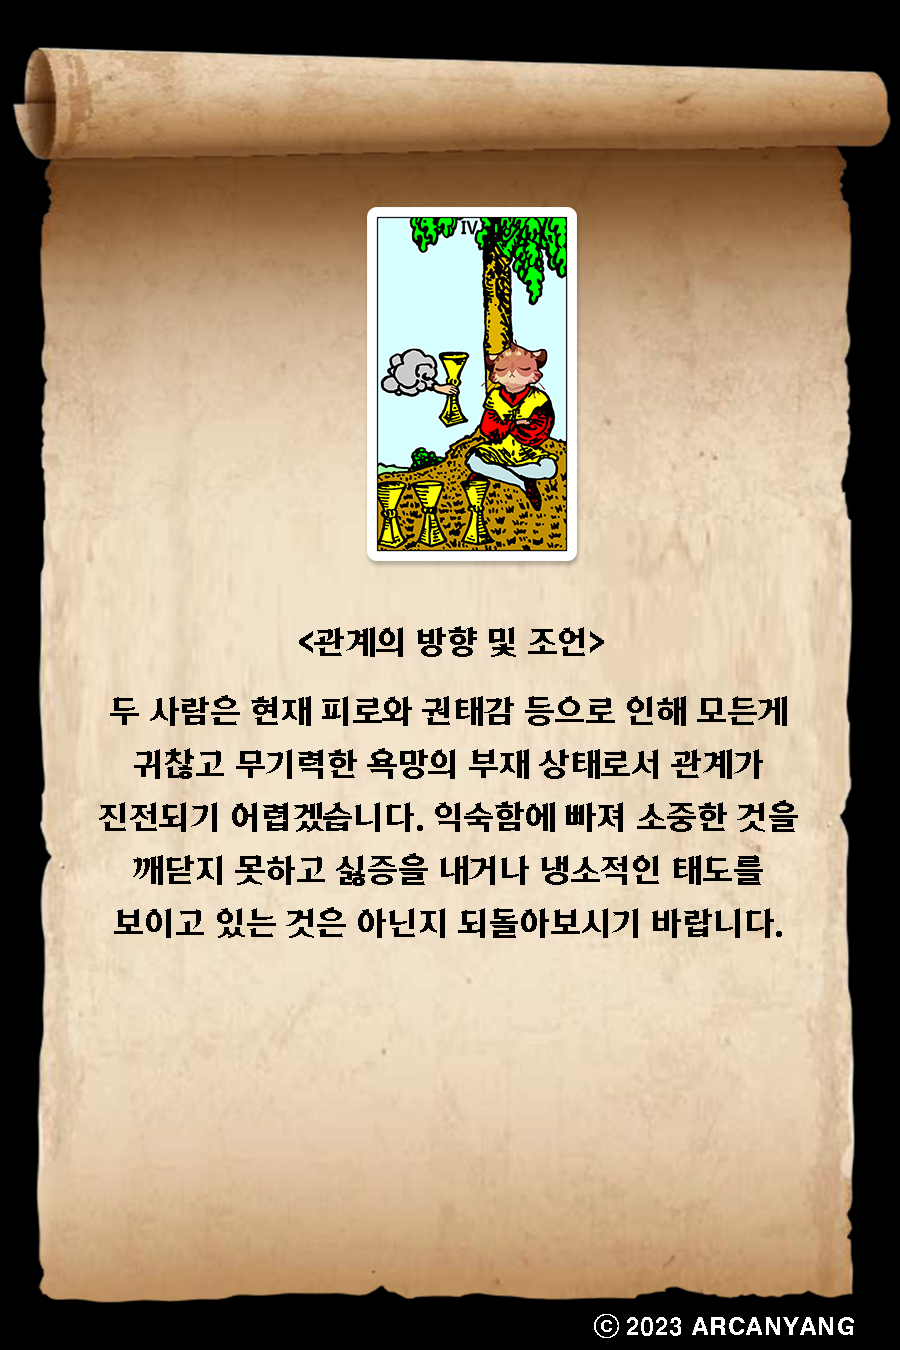 IV
<관계의 방향 및 조언>
두 사람은 현재 피로와 권태감 등으로 인해 모든게
귀찮고 무기력한 욕망의 부재 상태로서 관계가
진전되기 어렵겠습니다. 익숙함에 빠져 소중한 것을
깨닫지 못하고 싫증을 내거나 냉소적인 태도를
보이고 있는 것은 아닌지 되돌아보시기 바랍니다.
ⓒ 2023 ARCANYANG